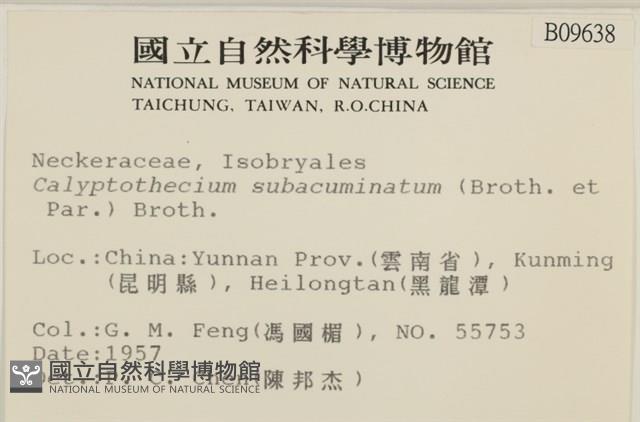 B09638
國立自然科學博物館
NATIONAL MUSEUM OF NATURAL SCIENCE
TAICHUNG, TAIWAN, R.O.CHINA
Neckeraceae, Isobryales
Calyptothecium subacuminatum (Broth. et
Par.) Broth.
Loc.:China:Yunnan Prov.(雲南省), Kunming
(昆明縣), Heilongtan(黑龍潭)
Col.:G. M. Feng(馮國楣), NO. 55753
Date:1957
國立自然科學博物館
NATIONAL MUSEUM OF NATURAL SCIENCE
Chen(陳邦杰)